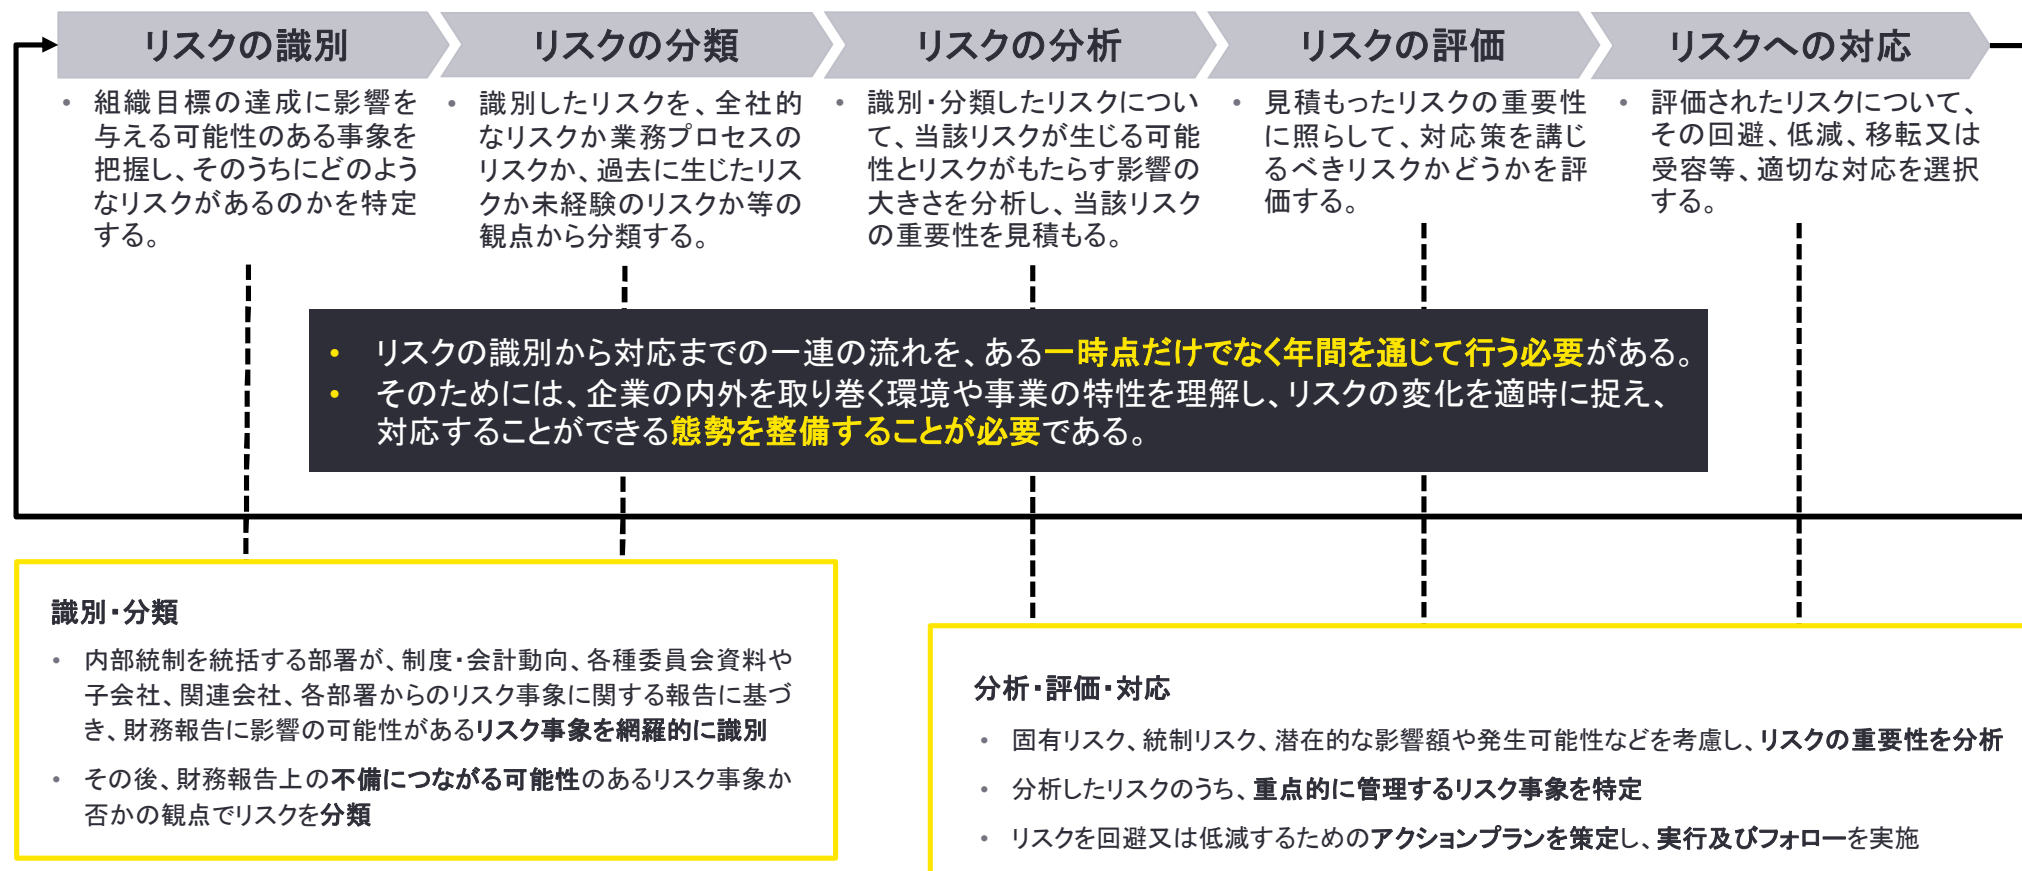 リスクの識別
リスクの分類
リスクの分析
リスクの評価
リスクへの対応
• 組織目標の達成に影響を
与える可能性のある事象を
把握し、そのうちにどのよう
なリスクがあるのかを特定
する。
• 識別したリスクを、全社的
なリスクか業務プロセスの
リスクか、過去に生じたリス
クか未経験のリスクか等の
観点から分類する。
• 識別・分類したリスクについ
て、当該リスクが生じる可能
性とリスクがもたらす影響の
大きさを分析し、当該リスク
の重要性を見積もる。
• 見積もったリスクの重要性
に照らして、対応策を講じ
るべきリスクかどうかを評
価する。
• 評価されたリスクについて、
その回避、低減、移転又は
受容等、適切な対応を選択
する。
• リスクの識別から対応までの一連の流れを、ある一時点だけでなく年間を通じて行う必要がある。
• そのためには、企業の内外を取り巻く環境や事業の特性を理解し、リスクの変化を適時に捉え、
対応することができる態勢を整備することが必要である。
識別・分類
• 内部統制を統括する部署が、制度・会計動向、各種委員会資料や
子会社、関連会社、各部署からのリスク事象に関する報告に基づ
き、財務報告に影響の可能性があるリスク事象を網羅的に識別
• その後、財務報告上の不備につながる可能性のあるリスク事象か
否かの観点でリスクを分類
分析・評価・対応
• 固有リスク、統制リスク、潜在的な影響額や発生可能性などを考慮し、リスクの重要性を分析
• 分析したリスクのうち、重点的に管理するリスク事象を特定
• リスクを回避又は低減するためのアクションプランを策定し、実行及びフォローを実施